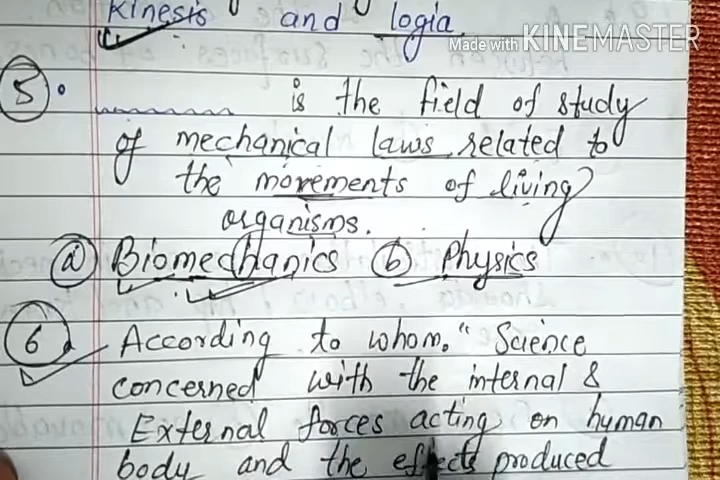 Kinesis and logia
Made with KINEMASTER
5. is the field of study
of mechanical laws related to
the movements of living
organisms.
a Biomechanics b Physics
6. According to whom. "Science
concerned with the internal &
External forces acting on human
body and the effects produced